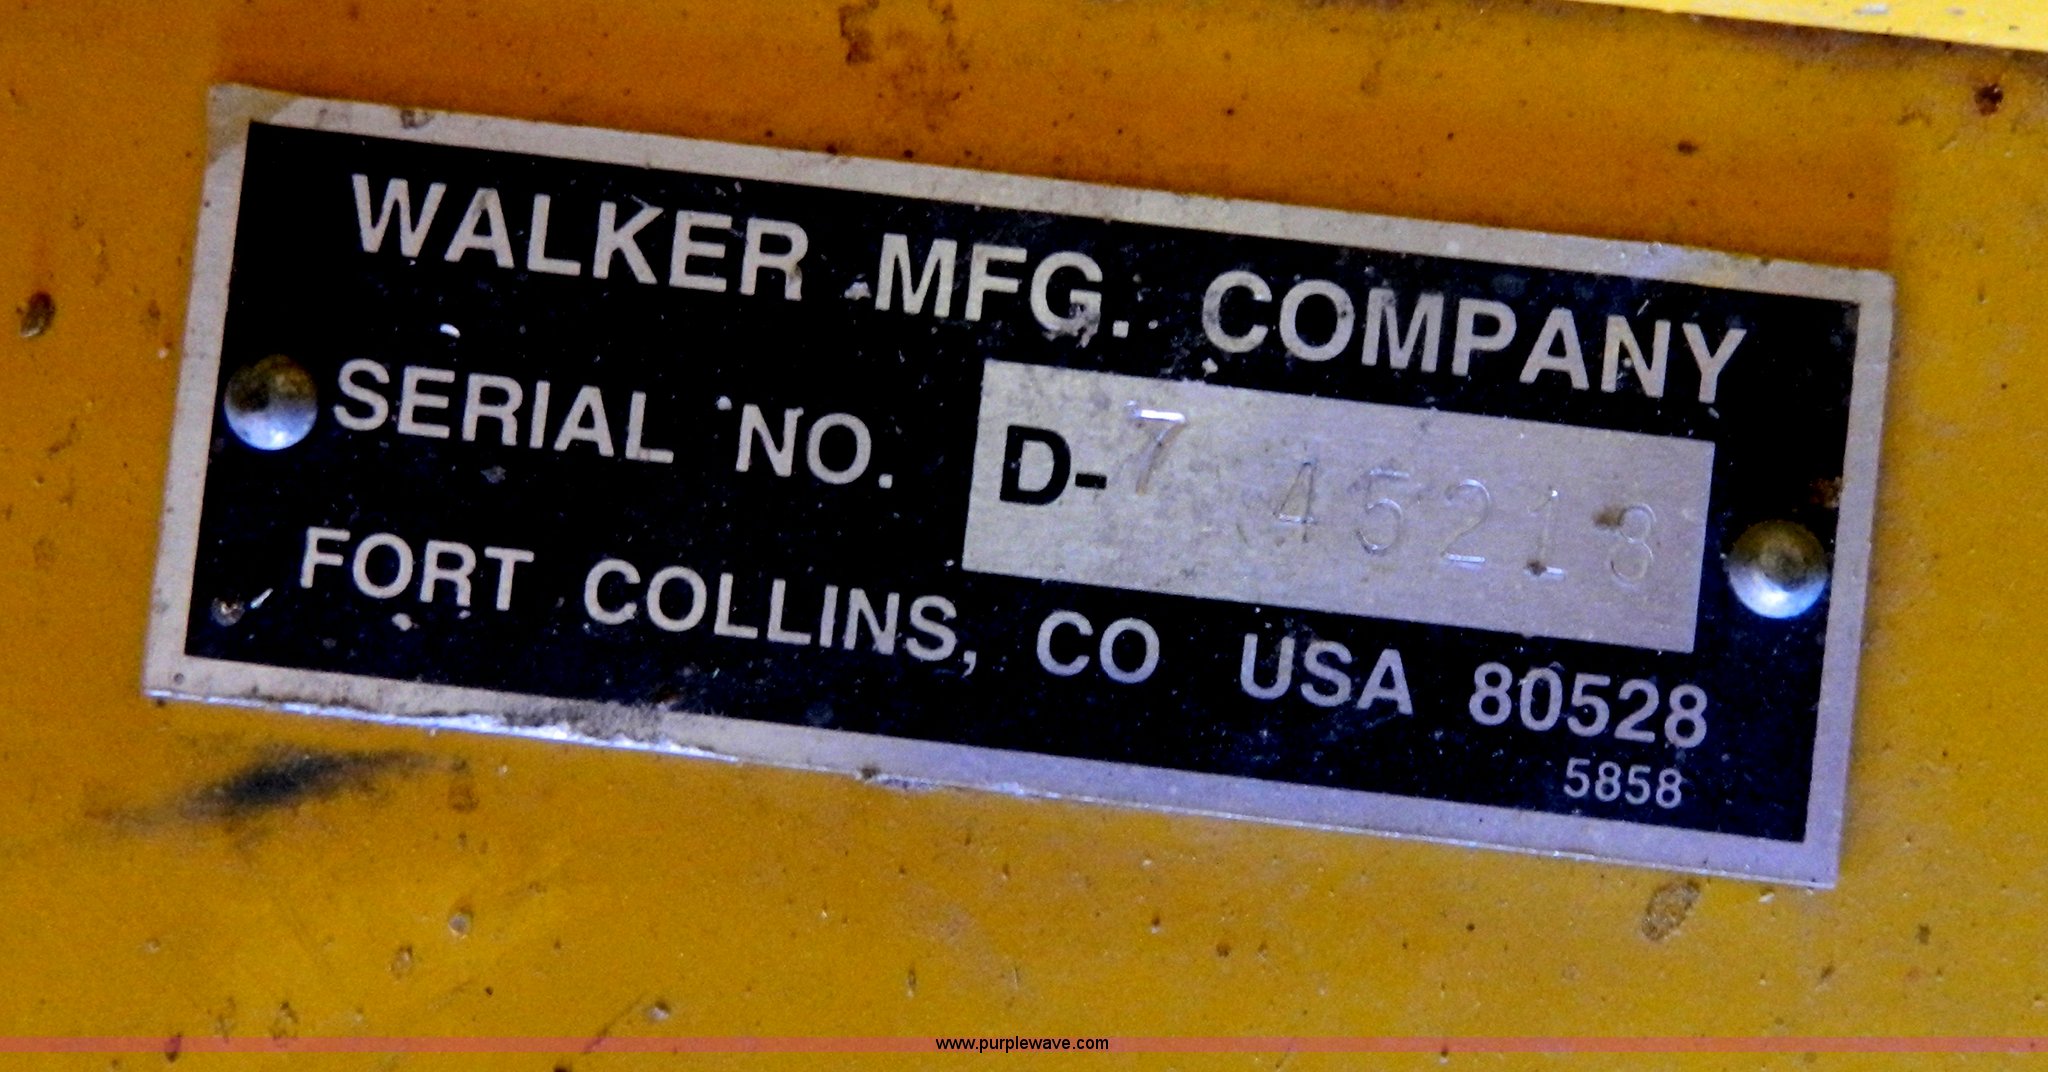 WALKER MFG. COMPANY
SERIAL NO. D-7 45218
FORT COLLINS, CO USA 80528
5858
www.purplewave.com